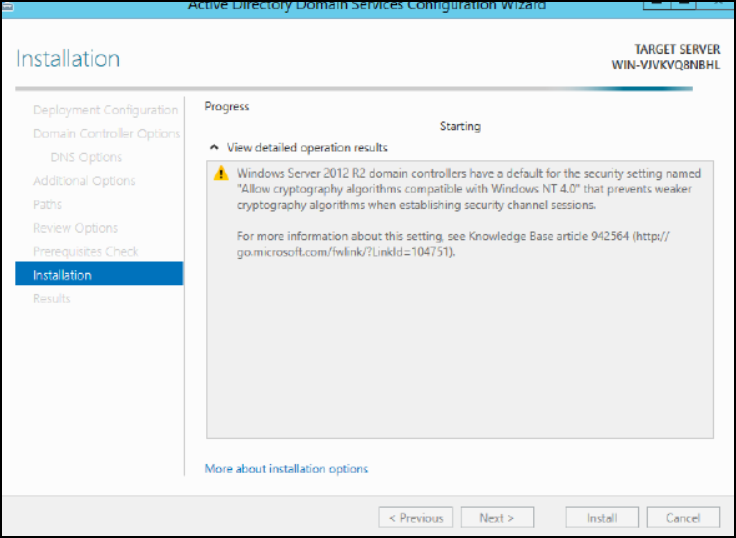 Active Directory Domain Services Configuration Wizard
Installation
TARGET SERVER
WIN-VJVKVQ8NBHL
Deployment Configuration
Domain Controller Options
DNS Options
Additional Options
Paths
Review Options
Prerequisites Check
Installation
Results
Progress
Starting
View detailed operation results
Windows Server 2012 R2 domain controllers have a default for the security setting named
"Allow cryptography algorithms compatible with Windows NT 4.0" that prevents weaker
cryptography algorithms when establishing security channel sessions.
For more information about this setting, see Knowledge Base article 942564 (http://
go.microsoft.com/fwlink/?LinkId=104751).
More about installation options
< Previous
Next >
Install
Cancel